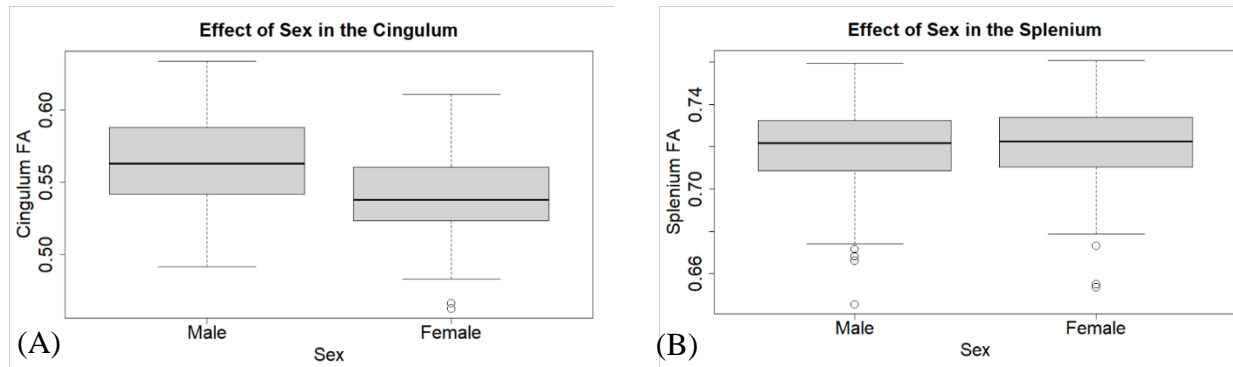 Effect of Sex in the Cingulum
Cingulum FA
0.60
0.55
0.50
Male Female
Sex
(A)
Effect of Sex in the Splenium
Splenium FA
0.74
0.70
0.66
Male Female
Sex
(B)